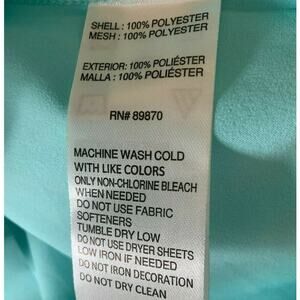 SHELL: 100% POLYESTER
MESH: 100% POLYESTER
EXTERIOR: 100% POLIÉSTER
MALLA: 100% POLIÉSTER
RN# 89870
MACHINE WASH COLD
WITH LIKE COLORS
ONLY NON-CHLORINE BLEACH
WHEN NEEDED
DO NOT USE FABRIC
SOFTENERS
TUMBLE DRY LOW
DO NOT USE DRYER SHEETS
LOW IRON IF NEEDED
DO NOT IRON DECORATION
DO NOT DRY CLEAN